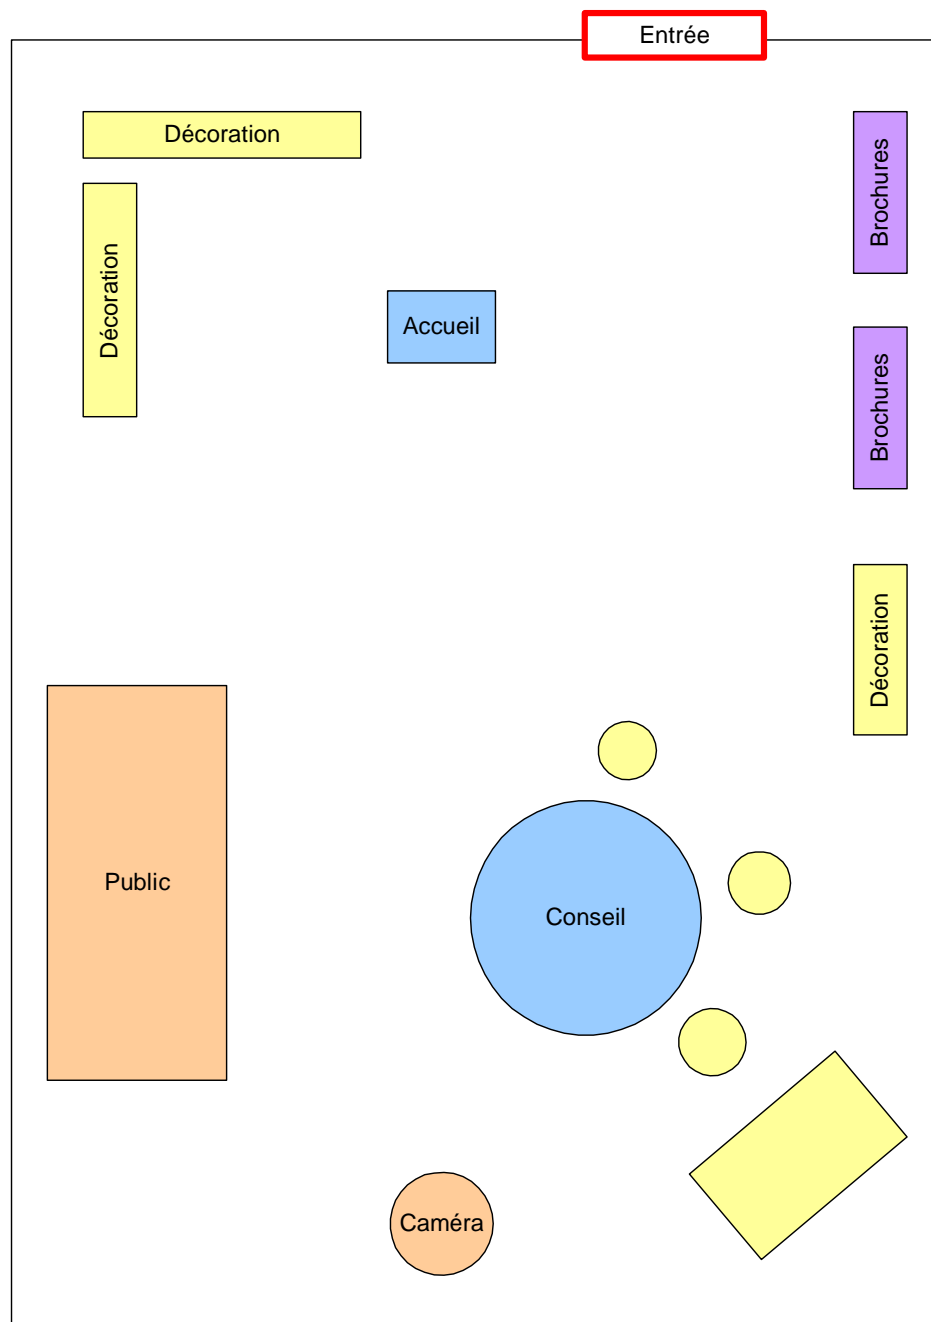 Entrée
Décoration
Brochures
Décoration
Accueil
Brochures
Décoration
Public
Conseil
Caméra